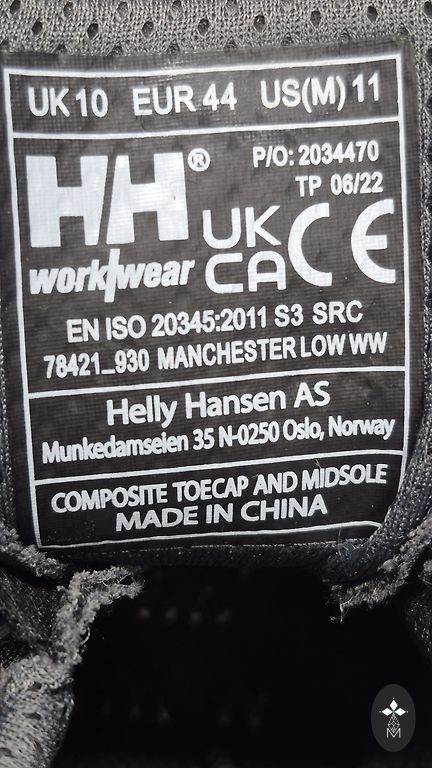 UK 10 EUR 44 US(M) 11
HH®
P/O: 2034470
TP 06/22
workwear
UK
CA
CE
EN ISO 20345:2011 S3 SRC
78421_930 MANCHESTER LOW WW
Helly Hansen AS
Munkedamseien 35 N-0250 Oslo, Norway
COMPOSITE TOECAP AND MIDSOLE
MADE IN CHINA
M